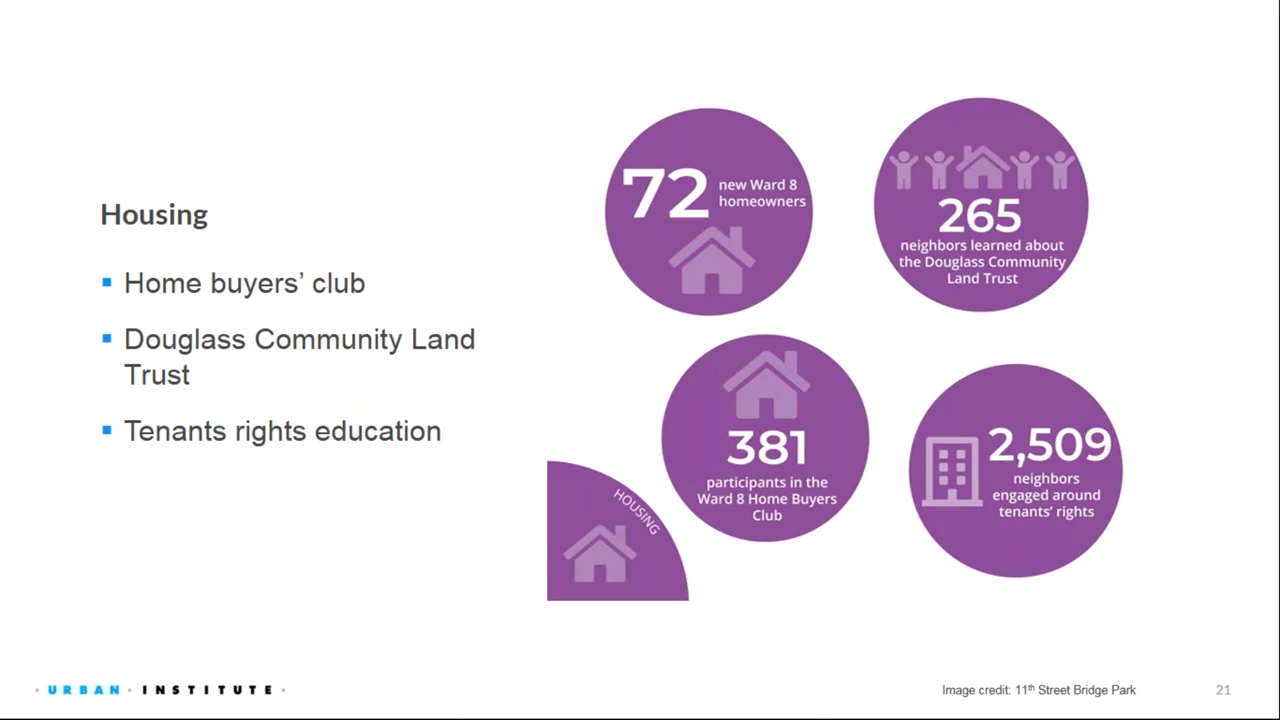 Housing
Home buyers’ club
Douglass Community Land
Trust
Tenants rights education
72
new Ward 8
homeowners
265
neighbors learned about
the Douglass Community
Land Trust
381
participants in the
Ward 8 Home Buyers
Club
2,509
neighbors
engaged around
tenants’ rights
HOUSING
URBAN · INSTITUTE
Image credit: 11th Street Bridge Park
21